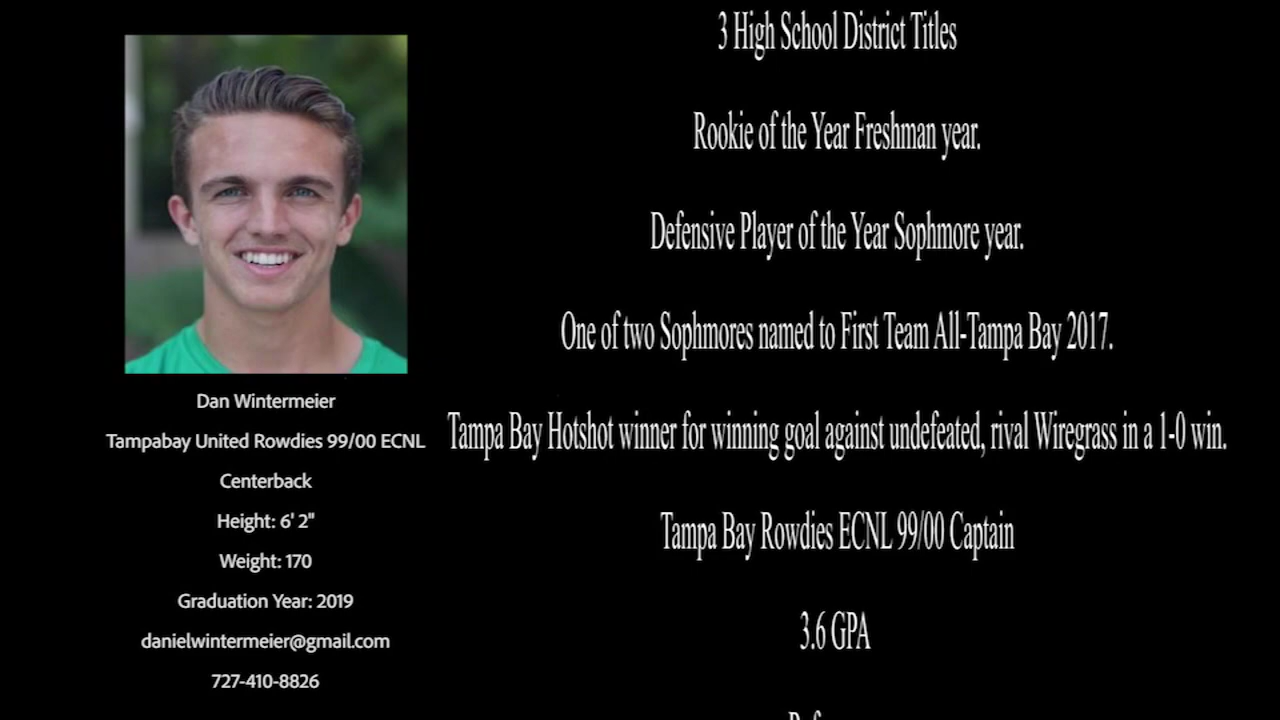 Dan Wintermeier
Tampabay United Rowdies 99/00 ECNL
Centerback
Height: 6' 2"
Weight: 170
Graduation Year: 2019
danielwintermeier@gmail.com
727-410-8826
3 High School District Titles
Rookie of the Year Freshman year.
Defensive Player of the Year Sophmore year.
One of two Sophmores named to First Team All-Tampa Bay 2017.
Tampa Bay Hotshot winner for winning goal against undefeated, rival Wiregrass in a 1-0 win.
Tampa Bay Rowdies ECNL 99/00 Captain
3.6 GPA